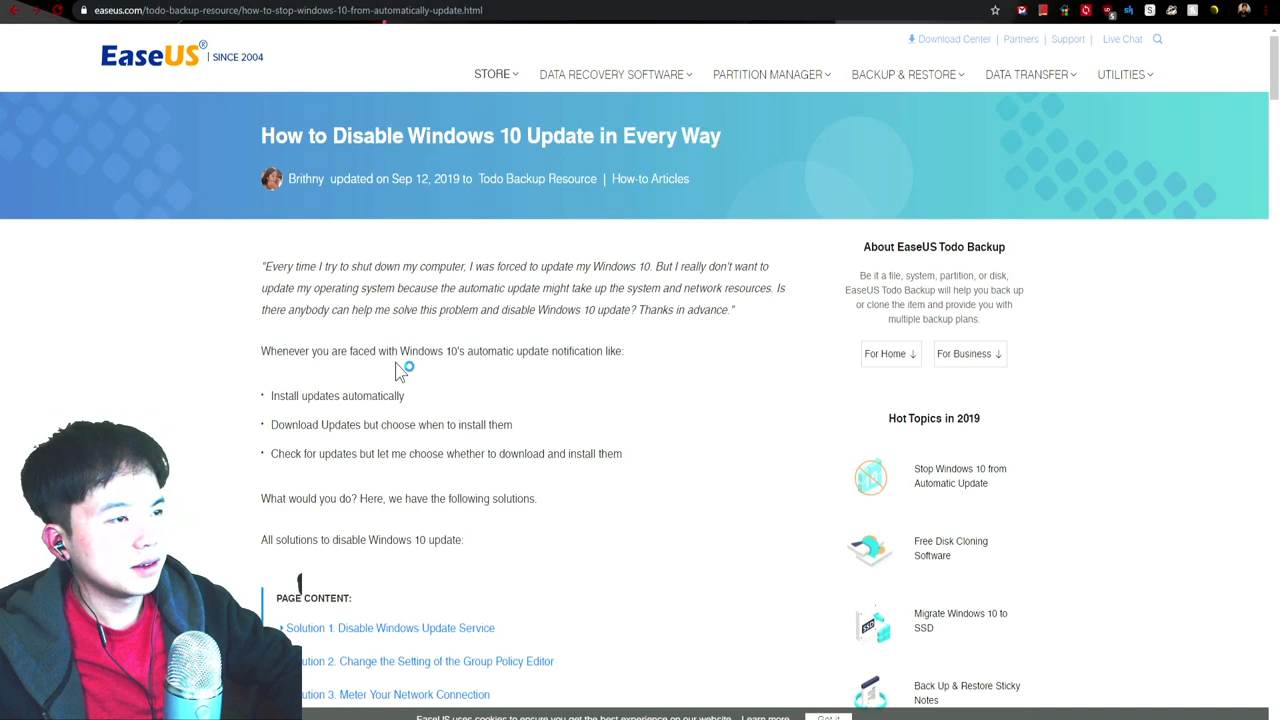 easeus.com/todo-backup-resource/how-to-stop-windows-10-from-automatically-update.html
EaseUS® | SINCE 2004
Download Center | Partners | Support | Live Chat
STORE DATA RECOVERY SOFTWARE PARTITION MANAGER BACKUP & RESTORE DATA TRANSFER UTILITIES
How to Disable Windows 10 Update in Every Way
Brithny updated on Sep 12, 2019 to Todo Backup Resource | How-to Articles
"Every time I try to shut down my computer, I was forced to update my Windows 10. But I really don't want to
update my operating system because the automatic update might take up the system and network resources. Is
there anybody can help me solve this problem and disable Windows 10 update? Thanks in advance."
Whenever you are faced with Windows 10's automatic update notification like:
• Install updates automatically
• Download Updates but choose when to install them
• Check for updates but let me choose whether to download and install them
What would you do? Here, we have the following solutions.
All solutions to disable Windows 10 update:
PAGE CONTENT:
Solution 1. Disable Windows Update Service
ution 2. Change the Setting of the Group Policy Editor
ution 3. Meter Your Network Connection
About EaseUS Todo Backup
Be it a file, system, partition, or disk,
EaseUS Todo Backup will help you back up
or clone the item and provide you with
multiple backup plans.
For Home ↓ For Business ↓
Hot Topics in 2019
Stop Windows 10 from
Automatic Update
Free Disk Cloning
Software
Migrate Windows 10 to
SSD
SSD
Back Up & Restore Sticky
Notes
EaseUS uses cookies to ensure you get the best experience on our website. Learn more Got it